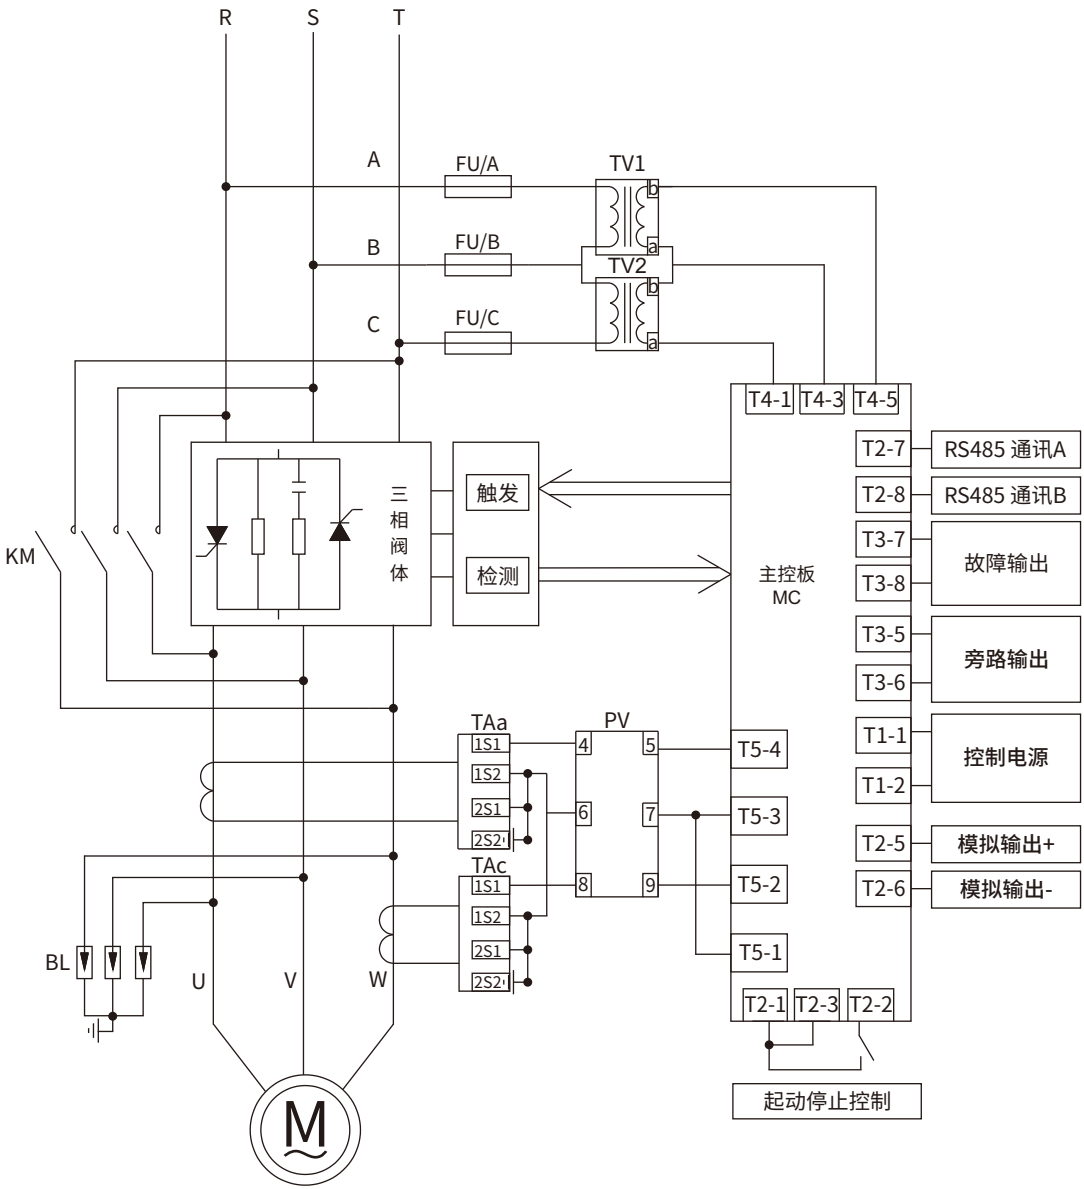 R S T
A FU/A TV1
b
B FU/B a
TV2
b
C FU/C a
T4-1 T4-3 T4-5
T2-7 RS485 通讯A
触发 T2-8 RS485 通讯B
三
相
阀
体
KM
T3-7 故障输出
检测 主控板
MC
T3-8
T3-5 旁路输出
T3-6
TAa PV T1-1 控制电源
1S1 4 5 T5-4
1S2 T1-2
2S1 6 7 T5-3
2S2 T2-5 模拟输出+
TAc
1S1 8 9 T5-2 T2-6 模拟输出-
1S2
2S1 T5-1
BL U V W 2S2
T2-1 T2-3 T2-2
起动停止控制
M